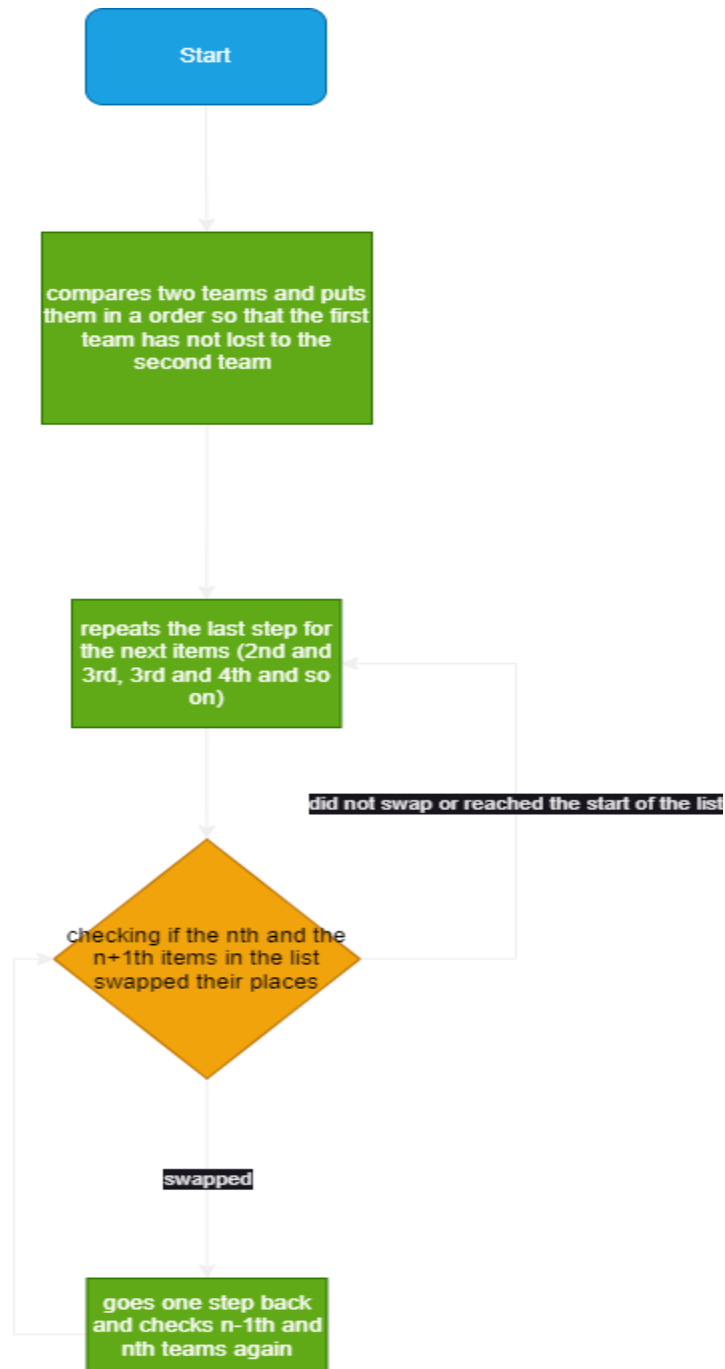 Start
compares two teams and puts
them in a order so that the first
team has not lost to the
second team
repeats the last step for
the next items (2nd and
3rd, 3rd and 4th and so
on)
did not swap or reached the start of the list
checking if the nth and the
n+1th items in the list
swapped their places
swapped
goes one step back
and checks n-1th and
nth teams again